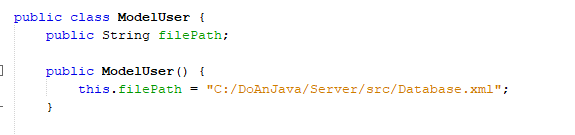 public class ModelUser {
public String filePath;
public ModelUser() {
this.filePath = "C:/DoAnJava/Server/src/Database.xml";
}